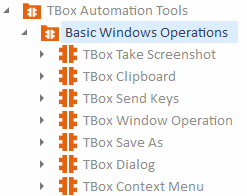 TBox Automation Tools
Basic Windows Operations
TBox Take Screenshot
TBox Clipboard
TBox Send Keys
TBox Window Operation
TBox Save As
TBox Dialog
TBox Context Menu